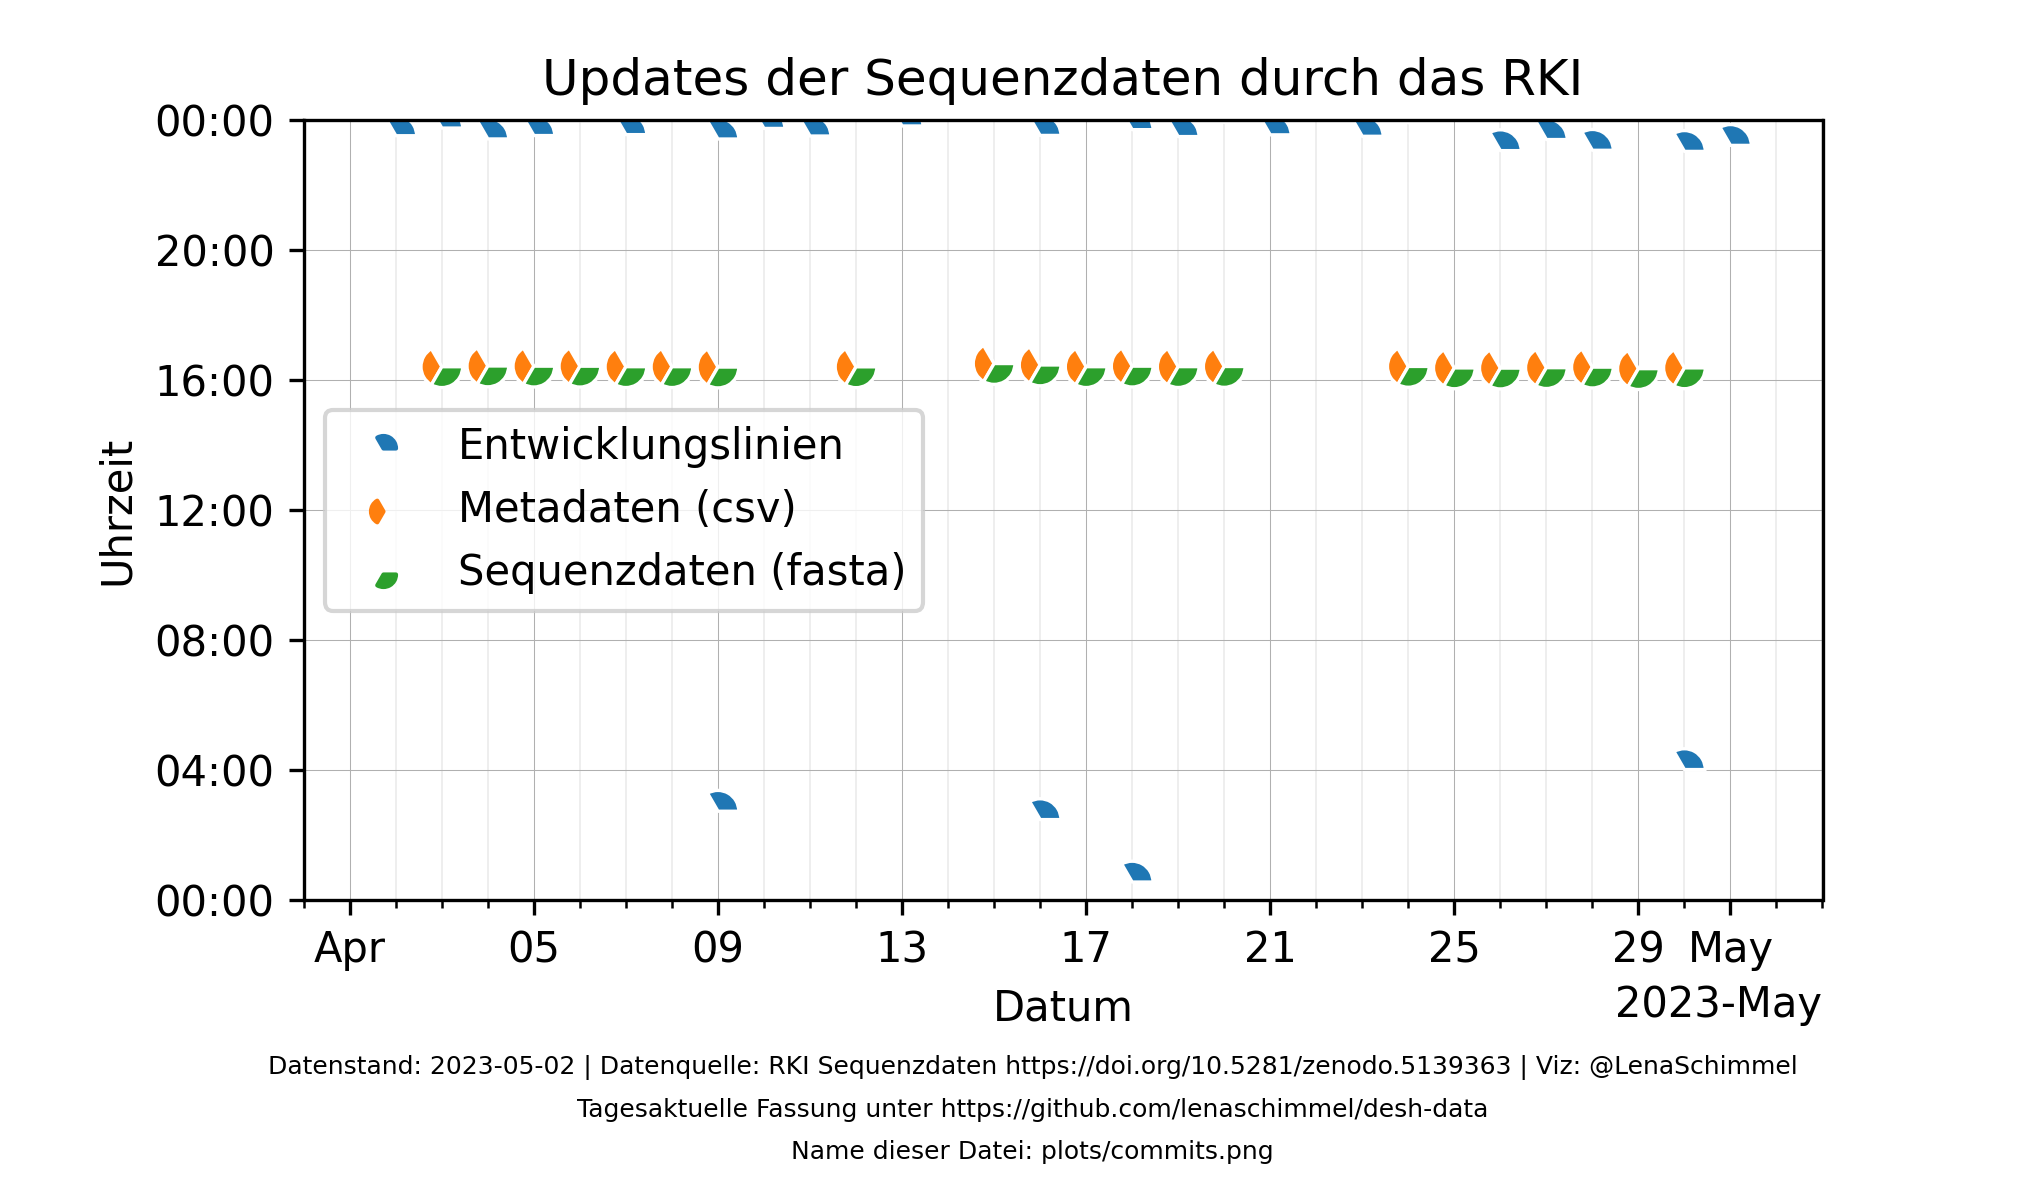 Updates der Sequenzdaten durch das RKI
00:00
20:00
16:00
12:00
08:00
04:00
00:00
Uhrzeit
Entwicklungslinien
Metadaten (csv)
Sequenzdaten (fasta)
Apr 05 09 13 17 21 25 29 May
Datum
2023-May
Datenstand: 2023-05-02 | Datenquelle: RKI Sequenzdaten https://doi.org/10.5281/zenodo.5139363 | Viz: @LenaSchimmel
Tagesaktuelle Fassung unter https://github.com/lenaschimmel/desh-data
Name dieser Datei: plots/commits.png